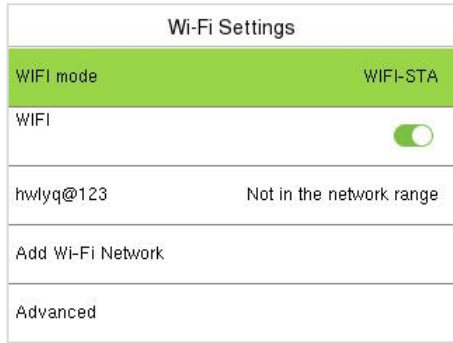 Wi-Fi Settings
WIFI mode WIFI-STA
WIFI
hwlyq@123 Not in the network range
Add Wi-Fi Network
Advanced